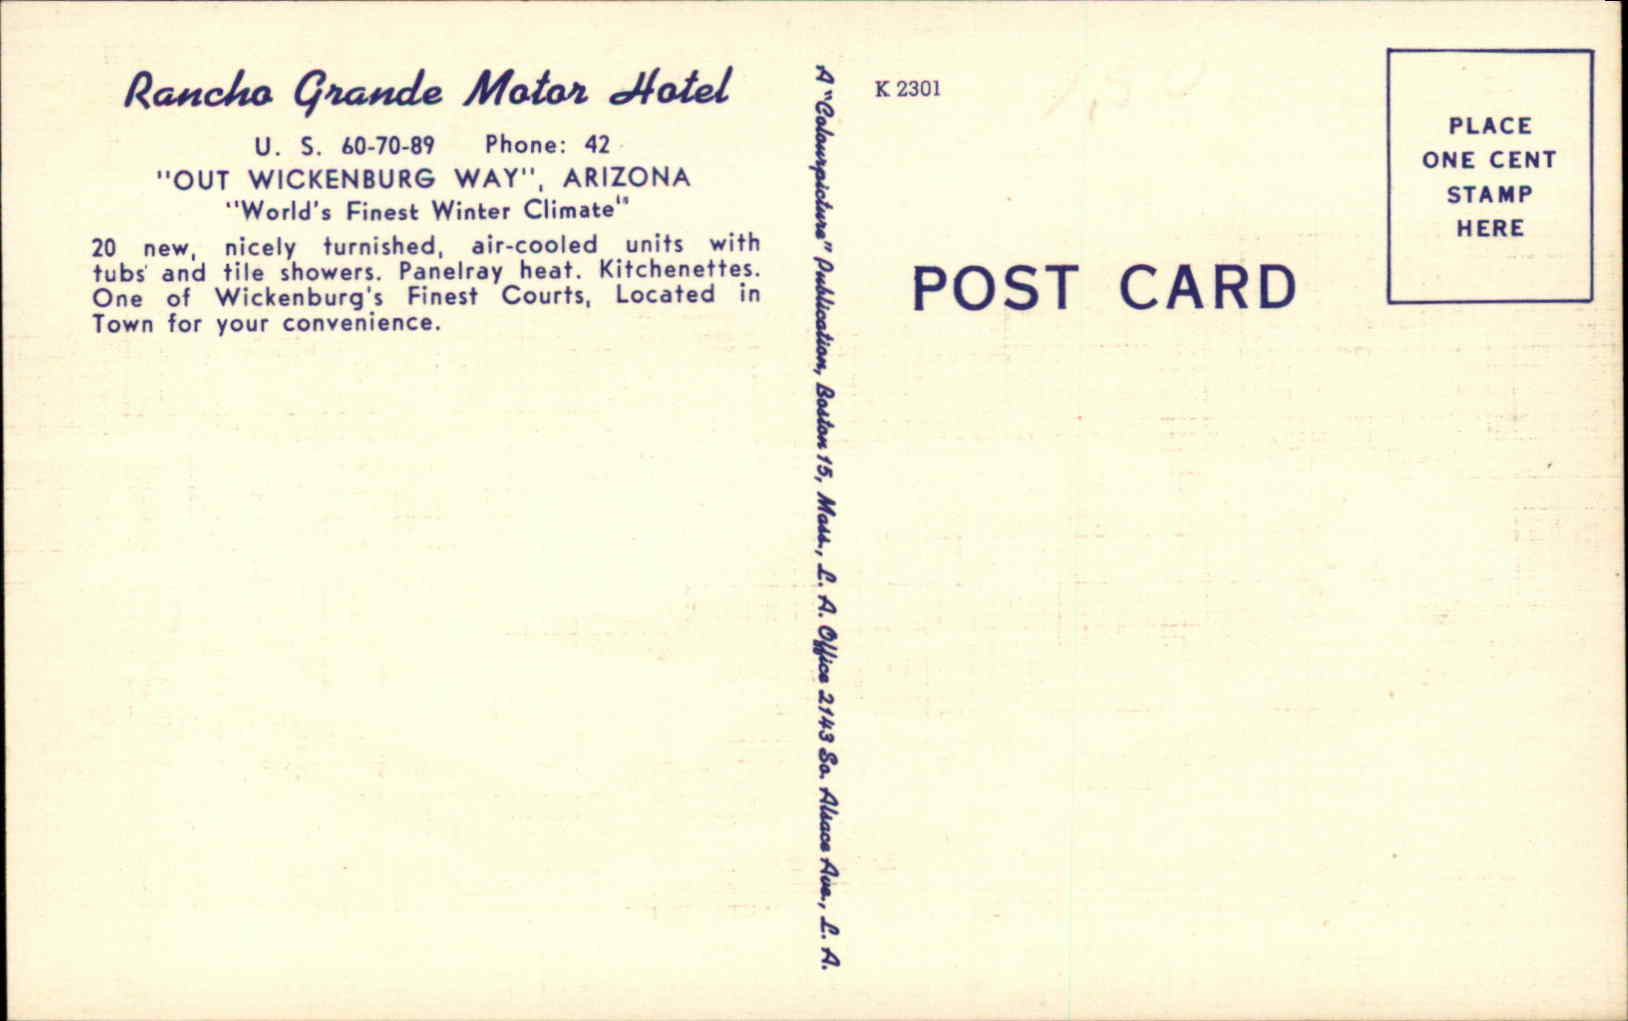 Rancho Grande Motor Hotel
U. S. 60-70-89 Phone: 42
"OUT WICKENBURG WAY", ARIZONA
"World's Finest Winter Climate"
20 new, nicely turnished, air-cooled units with
tubs and tile showers. Panelray heat. Kitchenettes.
One of Wickenburg's Finest Courts, Located in
Town for your convenience.
A "Colourpicture" Publication, Boston 15, Mass., L. A. Office 2143 So. Alsace Ave., L. A.
K 2301
POST CARD
PLACE
ONE CENT
STAMP
HERE